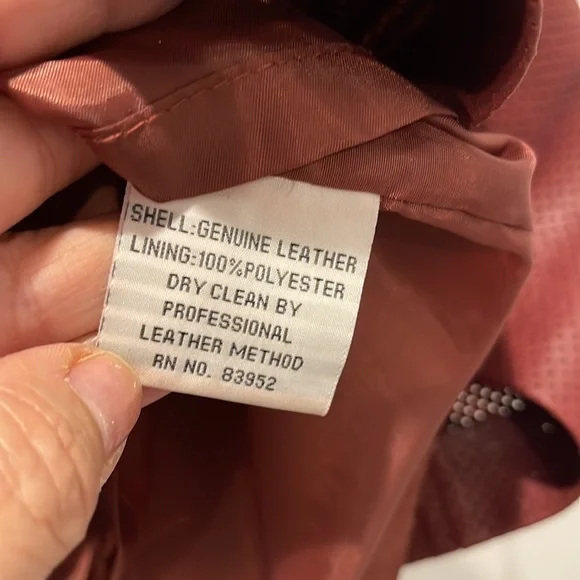 SHELL:GENUINE LEATHER
LINING:100%POLYESTER
DRY CLEAN BY
PROFESSIONAL
LEATHER METHOD
RN NO. 83952